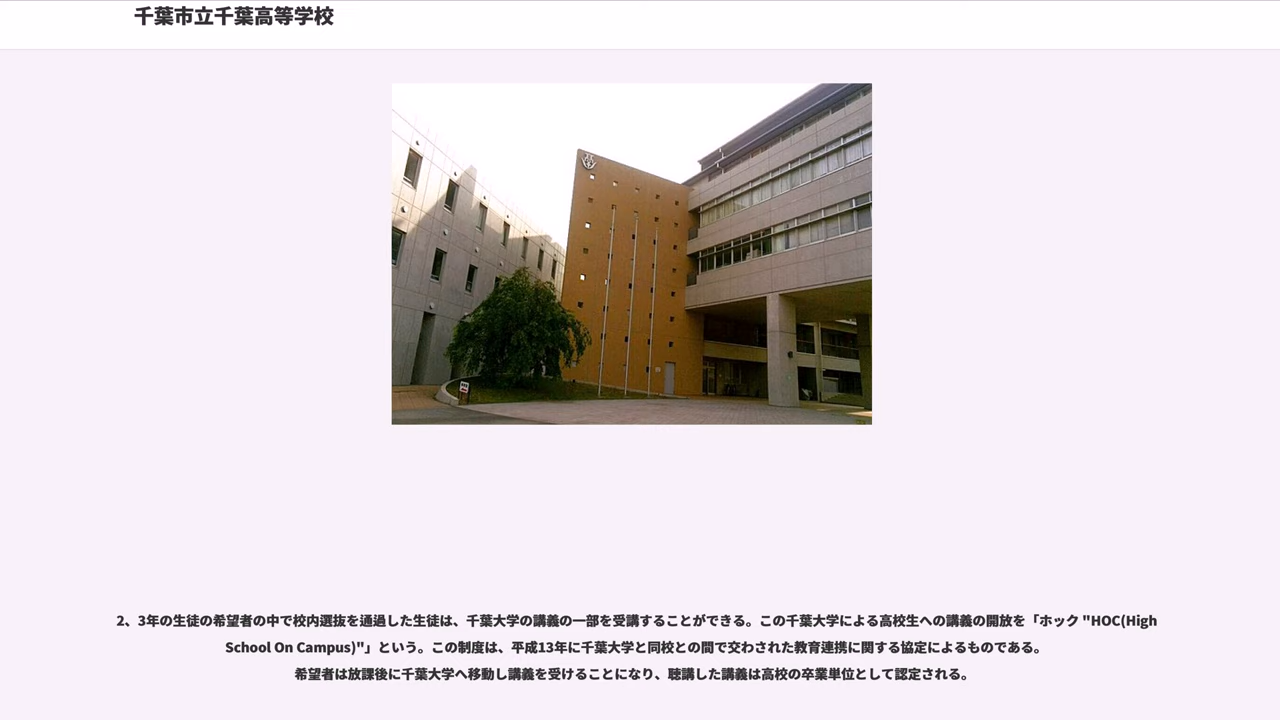 千葉市立千葉高等学校
2、3年の生徒の希望者の中で校内選抜を通過した生徒は、千葉大学の講義の一部を受講することができる。この千葉大学による高校生への講義の開放を「ホック "HOC(High
School On Campus)"」という。この制度は、平成13年に千葉大学と同校との間で交わされた教育連携に関する協定によるものである。
希望者は放課後に千葉大学へ移動し講義を受けることになり、聴講した講義は高校の卒業単位として認定される。